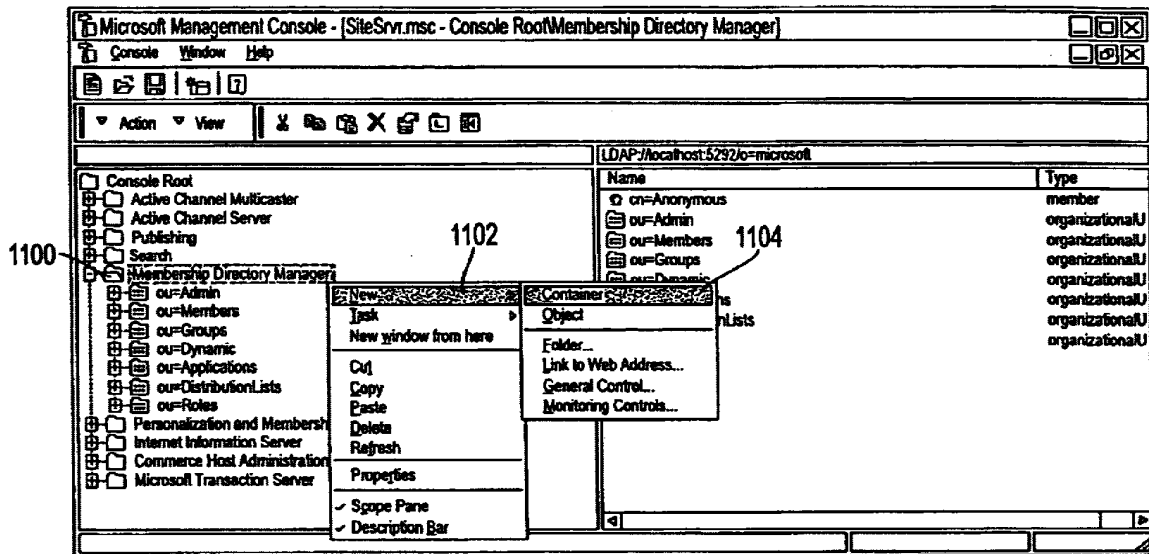 Microsoft Management Console - [SiteSrvr.msc - Console Root\Membership Directory Manager]
Console Window Help
Action View
LDAP://localhost:5292/o=microsoft
Console Root
Active Channel Multicaster
Active Channel Server
Publishing
Search
1100
Membership Directory Manager
ou=Admin
ou=Members
ou=Groups
ou=Dynamic
ou=Applications
ou=DistributionLists
ou=Roles
Personalization and Membersh
Internet Information Server
Commerce Host Administration
Microsoft Transaction Server
1102
New
Task
New window from here
Cut
Copy
Paste
Delete
Refresh
Properties
✓ Scope Pane
✓ Description Bar
1104
Container
Object
Folder...
Link to Web Address...
General Control...
Monitoring Controls...
Name Type
cn=Anonymous member
ou=Admin organizationalU
ou=Members organizationalU
ou=Groups organizationalU
ou=Dynamic organizationalU
ns organizationalU
nLists organizationalU
organizationalU